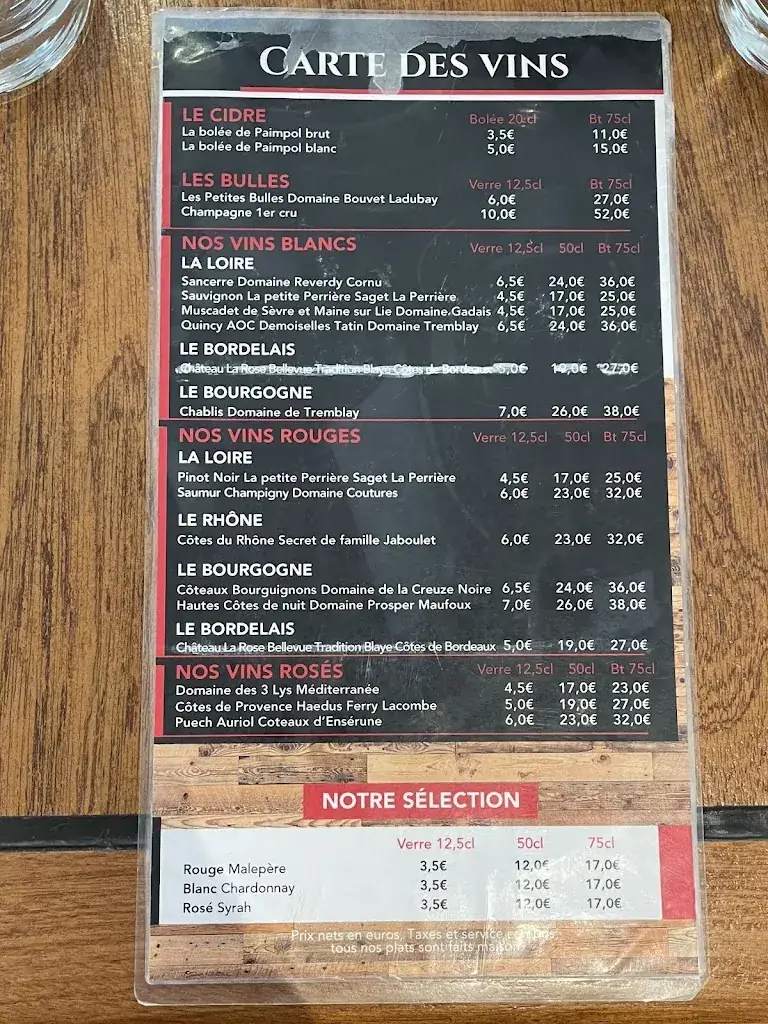 CARTE DES VINS
LE CIDRE Bolée 20 cl Bt 75cl
La bolée de Paimpol brut 3,5€ 11,0€
La bolée de Paimpol blanc 5,0€ 15,0€
LES BULLES Verre 12,5cl Bt 75cl
Les Petites Bulles Domaine Bouvet Ladubay 6,0€ 27,0€
Champagne 1er cru 10,0€ 52,0€
NOS VINS BLANCS Verre 12,5cl 50cl Bt 75cl
LA LOIRE
Sancerre Domaine Reverdy Cornu 6,5€ 24,0€ 36,0€
Sauvignon La petite Perrière Saget La Perrière 4,5€ 17,0€ 25,0€
Muscadet de Sèvre et Maine sur Lie Domaine Gadais 4,5€ 17,0€ 25,0€
Quincy AOC Demoiselles Tatin Domaine Tremblay 6,5€ 24,0€ 36,0€
LE BORDELAIS
Château La Rose Bellevue Tradition Blaye Côtes de Bordeaux 5,0€ 19,0€ 27,0€
LE BOURGOGNE
Chablis Domaine de Tremblay 7,0€ 26,0€ 38,0€
NOS VINS ROUGES Verre 12,5cl 50cl Bt 75cl
LA LOIRE
Pinot Noir La petite Perrière Saget La Perrière 4,5€ 17,0€ 25,0€
Saumur Champigny Domaine Coutures 6,0€ 23,0€ 32,0€
LE RHÔNE
Côtes du Rhône Secret de famille Jaboulet 6,0€ 23,0€ 32,0€
LE BOURGOGNE
Côteaux Bourguignons Domaine de la Creuze Noire 6,5€ 24,0€ 36,0€
Hautes Côtes de nuit Domaine Prosper Maufoux 7,0€ 26,0€ 38,0€
LE BORDELAIS
Château La Rose Bellevue Tradition Blaye Côtes de Bordeaux 5,0€ 19,0€ 27,0€
NOS VINS ROSÉS Verre 12,5cl 50cl Bt 75cl
Domaine des 3 Lys Méditerranée 4,5€ 17,0€ 23,0€
Côtes de Provence Haedus Ferry Lacombe 5,0€ 19,0€ 27,0€
Puech Auriol Coteaux d'Ensérune 6,0€ 23,0€ 32,0€
NOTRE SÉLECTION
Verre 12,5cl 50cl 75cl
Rouge Malepère 3,5€ 12,0€ 17,0€
Blanc Chardonnay 3,5€ 12,0€ 17,0€
Rosé Syrah 3,5€ 12,0€ 17,0€
Prix nets en euros, Taxes et service
tous nos plats sont faits maison